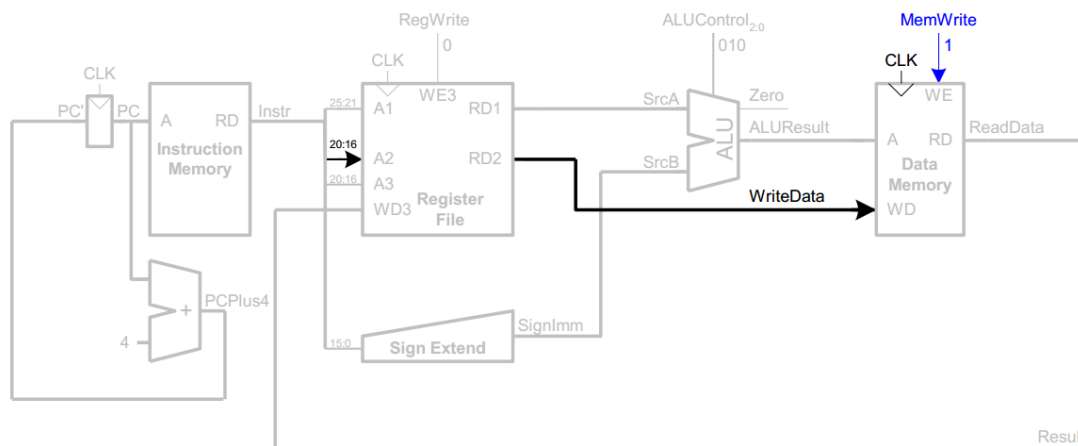 RegWrite
ALUControl2:0
MemWrite
0
010
1
CLK
CLK
CLK
PC'
PC
A
RD
Instr
Instruction
Memory
25:21
A1
WE3
RD1
20:16
A2
RD2
20:16
A3
WD3
Register
File
SrcA
Zero
ALU
ALUResult
SrcB
WriteData
WE
A
RD
ReadData
Data
Memory
WD
+
PCPlus4
4
15:0
Sign Extend
SignImm
Resul